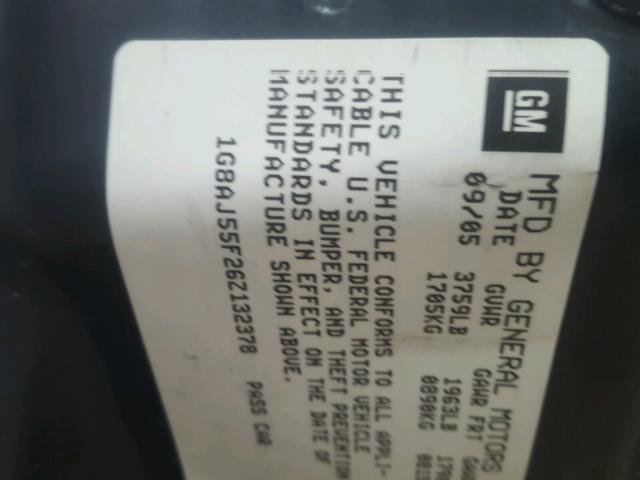 GM
MFD BY GENERAL MOTORS
DATE GVWR GAWR FRT
09/05 3759LB 1963LB
1705KG 0890KG
THIS VEHICLE CONFORMS TO ALL APPLI-
CABLE U.S. FEDERAL MOTOR VEHICLE
SAFETY, BUMPER, AND THEFT PREVENTION
STANDARDS IN EFFECT ON THE DATE OF
MANUFACTURE SHOWN ABOVE.
1G8AJ55F26Z132378 PASS CAR